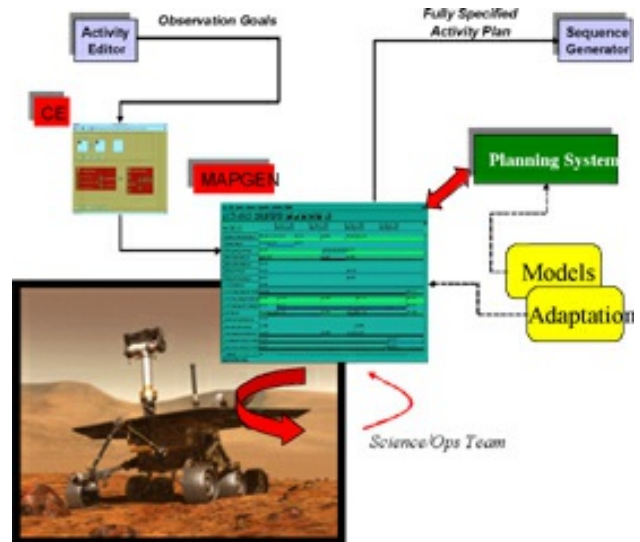 Observation Goals
Fully Specified
Activity Plan
Activity
Editor
Sequence
Generator
CE
MAPGEN
Planning System
Models
Adaptation
Science/Ops Team